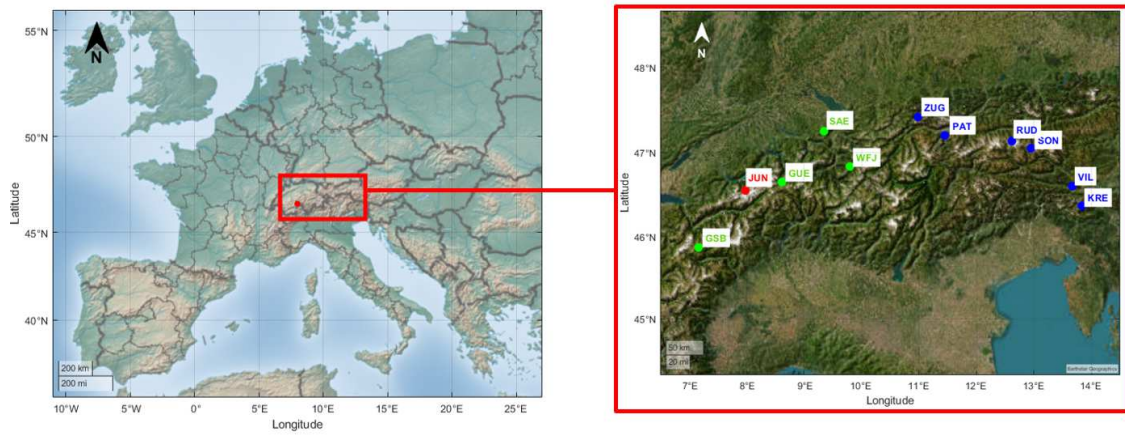 55°N
50°N
45°N
40°N
Latitude
N
200 km
200 mi
10°W
5°W
0°
5°E
10°E
15°E
20°E
25°E
Longitude
48°N
47°N
46°N
45°N
Latitude
N
ZUG
SAE
PAT
RUD
SON
WFJ
GUE
JUN
VIL
KRE
GSB
50 km
20 mi
Earthstar Geographics
7°E
8°E
9°E
10°E
11°E
12°E
13°E
14°E
Longitude